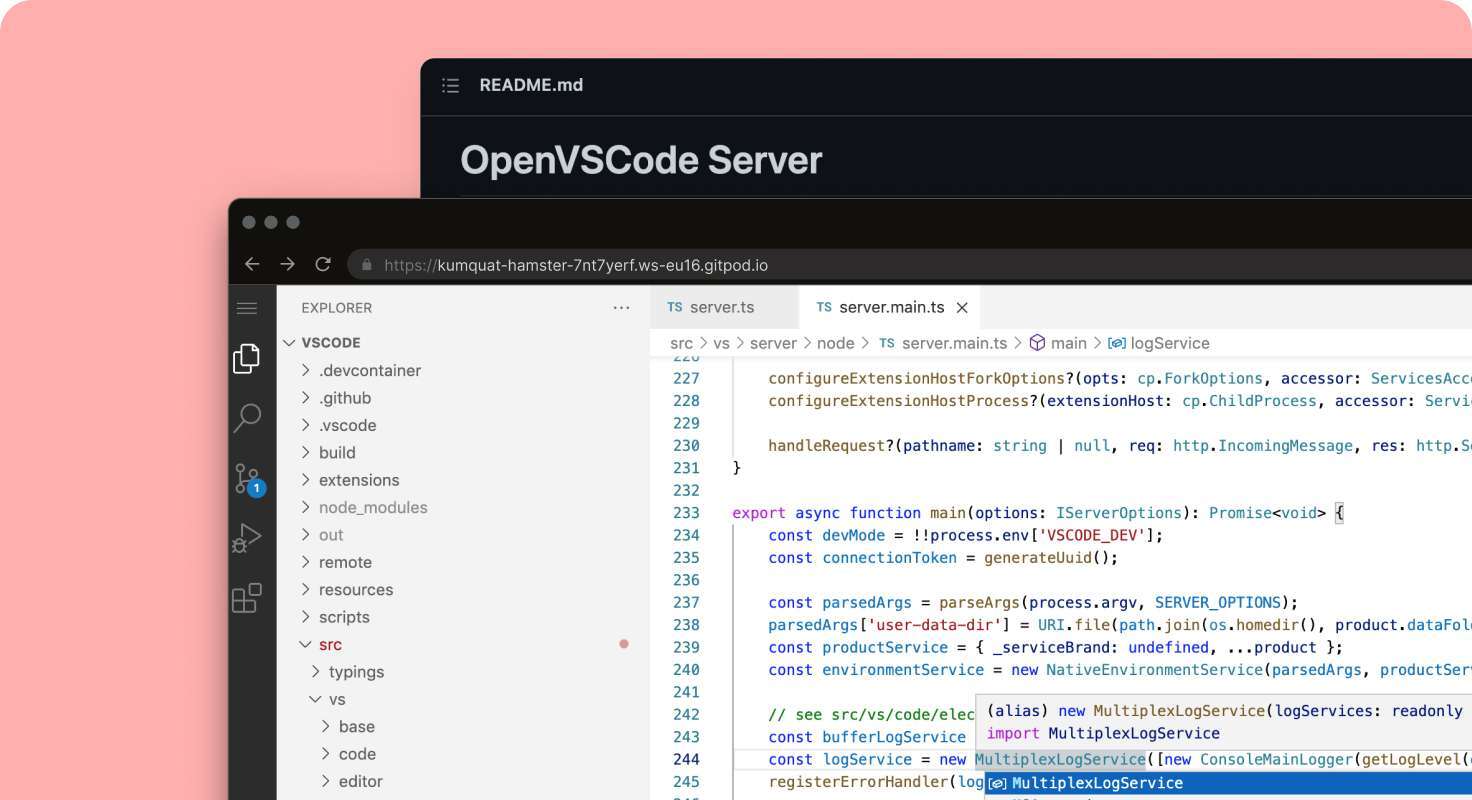 README.md
OpenVSCode Server
https://kumquat-hamster-7nt7yerf.ws-eu16.gitpod.io
EXPLORER ···
VSCODE
.devcontainer
.github
.vscode
build
extensions
1
node_modules
out
remote
resources
scripts
src
typings
vs
base
code
editor
TS server.ts TS server.main.ts
src > vs > server > node > TS server.main.ts > main > logService
226
227 configureExtensionHostForkOptions?(opts: cp.ForkOptions, accessor: ServicesAcc
228 configureExtensionHostProcess?(extensionHost: cp.ChildProcess, accessor: Servi
229
230 handleRequest?(pathname: string | null, req: http.IncomingMessage, res: http.S
231 }
232
233 export async function main(options: IServerOptions): Promise<void> {
234 const devMode = !!process.env['VSCODE_DEV'];
235 const connectionToken = generateUuid();
236
237 const parsedArgs = parseArgs(process.argv, SERVER_OPTIONS);
238 parsedArgs['user-data-dir'] = URI.file(path.join(os.homedir(), product.dataFol
239 const productService = { _serviceBrand: undefined, ...product };
240 const environmentService = new NativeEnvironmentService(parsedArgs, productSer
241
242 // see src/vs/code/elec
243 const bufferLogService
(alias) new MultiplexLogService(logServices: readonly
import MultiplexLogService
244 const logService = new MultiplexLogService([new ConsoleMainLogger(getLogLevel(
245 registerErrorHandler(log
MultiplexLogService